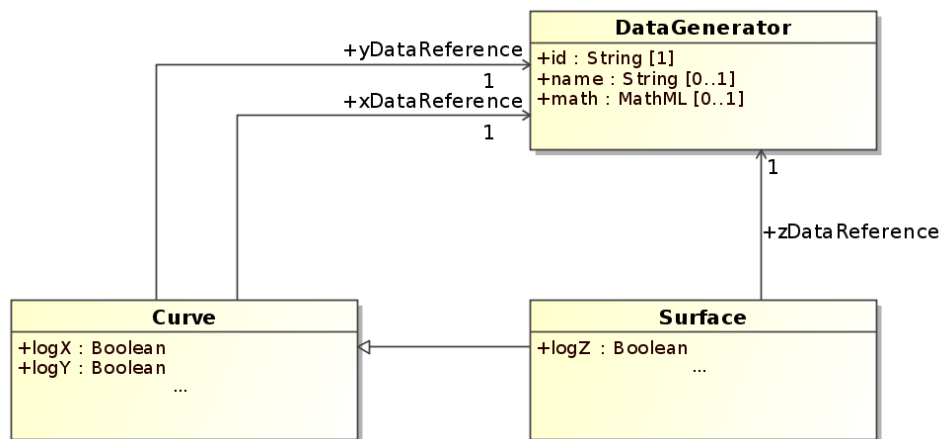 DataGenerator
+id : String [1]
+name : String [0..1]
+math : MathML [0..1]
+yDataReference
1
+xDataReference
1
1
+zDataReference
Curve
+logX : Boolean
+logY : Boolean
...
Surface
+logZ : Boolean
...